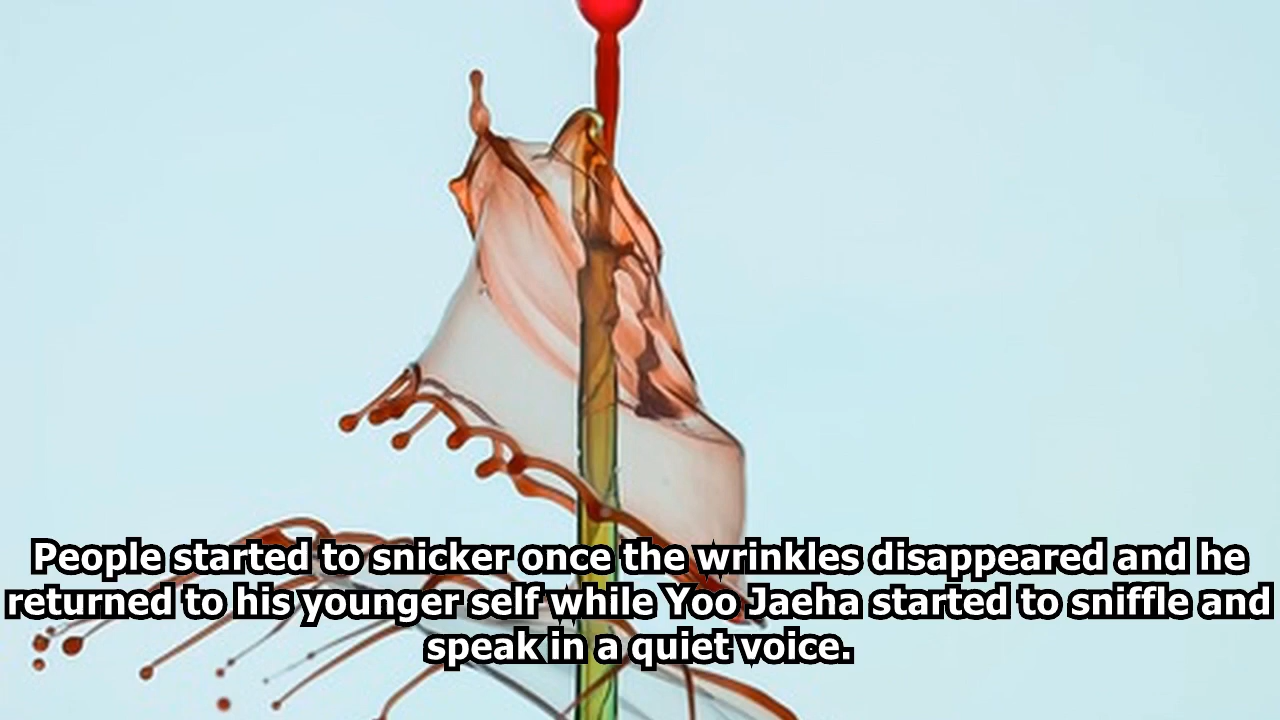 People started to snicker once the wrinkles disappeared and he
returned to his younger self while Yoo Jaeha started to sniffle and
speak in a quiet voice.